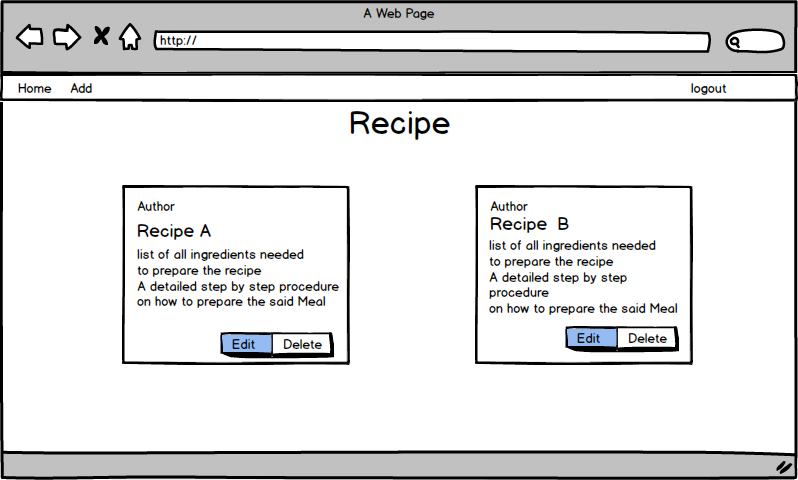 A Web Page
http://
Home Add logout
Recipe
Author
Recipe A
list of all ingredients needed
to prepare the recipe
A detailed step by step procedure
on how to prepare the said Meal
Edit Delete
Author
Recipe B
list of all ingredients needed
to prepare the recipe
A detailed step by step
procedure
on how to prepare the said Meal
Edit Delete